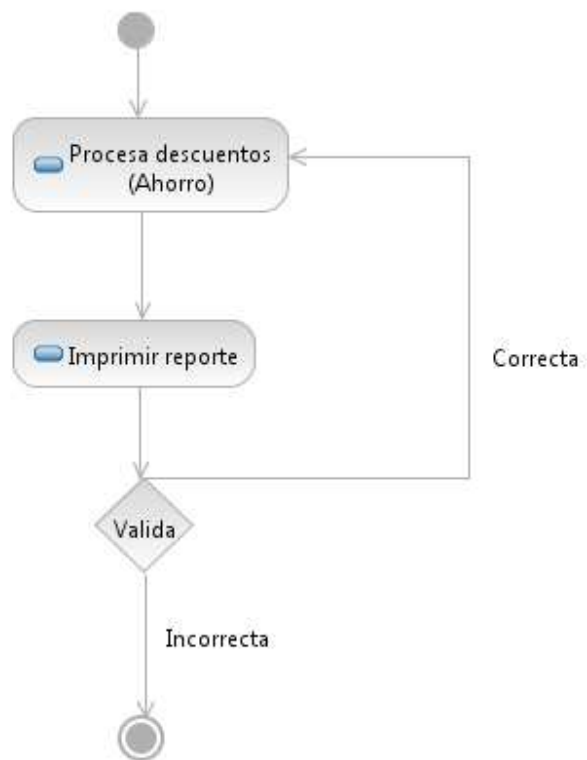 Procesa descuentos
(Ahorro)
Imprimir reporte
Correcta
Valida
Incorrecta